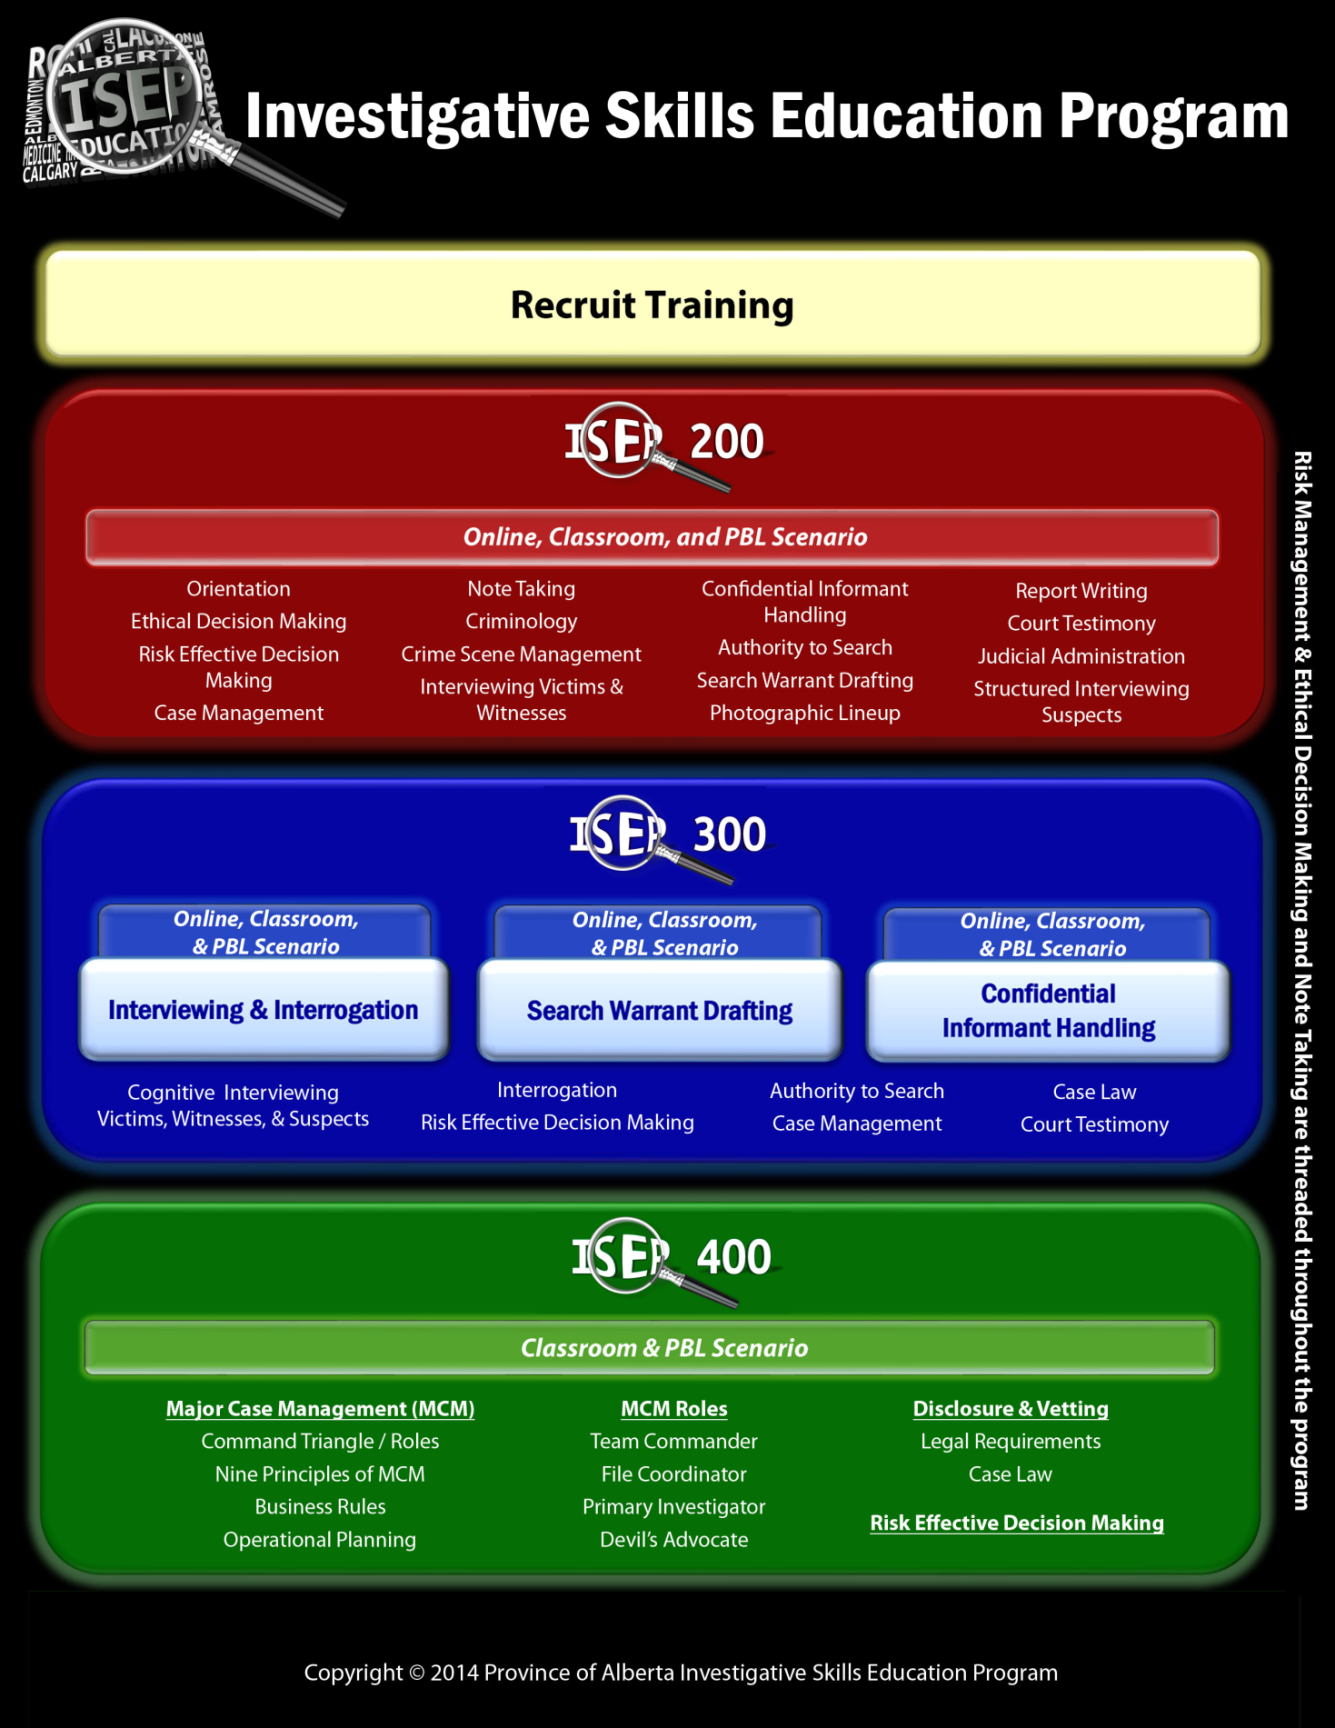 ALBERTA
ISEP
EDUCATION
EDMONTON
CALGARY
Investigative Skills Education Program
Recruit Training
ISEP 200
Online, Classroom, and PBL Scenario
Orientation
Ethical Decision Making
Risk Effective Decision
Making
Case Management
Note Taking
Criminology
Crime Scene Management
Interviewing Victims &
Witnesses
Confidential Informant
Handling
Authority to Search
Search Warrant Drafting
Photographic Lineup
Report Writing
Court Testimony
Judicial Administration
Structured Interviewing
Suspects
ISEP 300
Online, Classroom,
& PBL Scenario
Interviewing & Interrogation
Online, Classroom,
& PBL Scenario
Search Warrant Drafting
Online, Classroom,
& PBL Scenario
Confidential
Informant Handling
Cognitive Interviewing
Victims, Witnesses, & Suspects
Interrogation
Risk Effective Decision Making
Authority to Search
Case Management
Case Law
Court Testimony
ISEP 400
Classroom & PBL Scenario
Major Case Management (MCM)
Command Triangle / Roles
Nine Principles of MCM
Business Rules
Operational Planning
MCM Roles
Team Commander
File Coordinator
Primary Investigator
Devil’s Advocate
Disclosure & Vetting
Legal Requirements
Case Law
Risk Effective Decision Making
Risk Management & Ethical Decision Making and Note Taking are threaded throughout the program
Copyright © 2014 Province of Alberta Investigative Skills Education Program